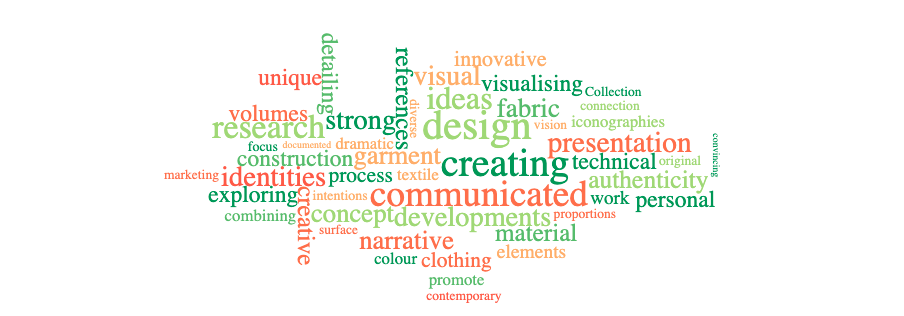 detailing
references
innovative
unique
visual
visualising
Collection
ideas
diverse
fabric
connection
volumes
research
strong
design
vision
iconographies
focus
documented
dramatic
presentation
convincing
construction
garment
creating
technical
original
marketing
identities
process
textile
authenticity
exploring
creative
intentions
communicated
work
personal
combining
concept
developments
proportions
surface
narrative
material
colour
clothing
elements
promote
contemporary